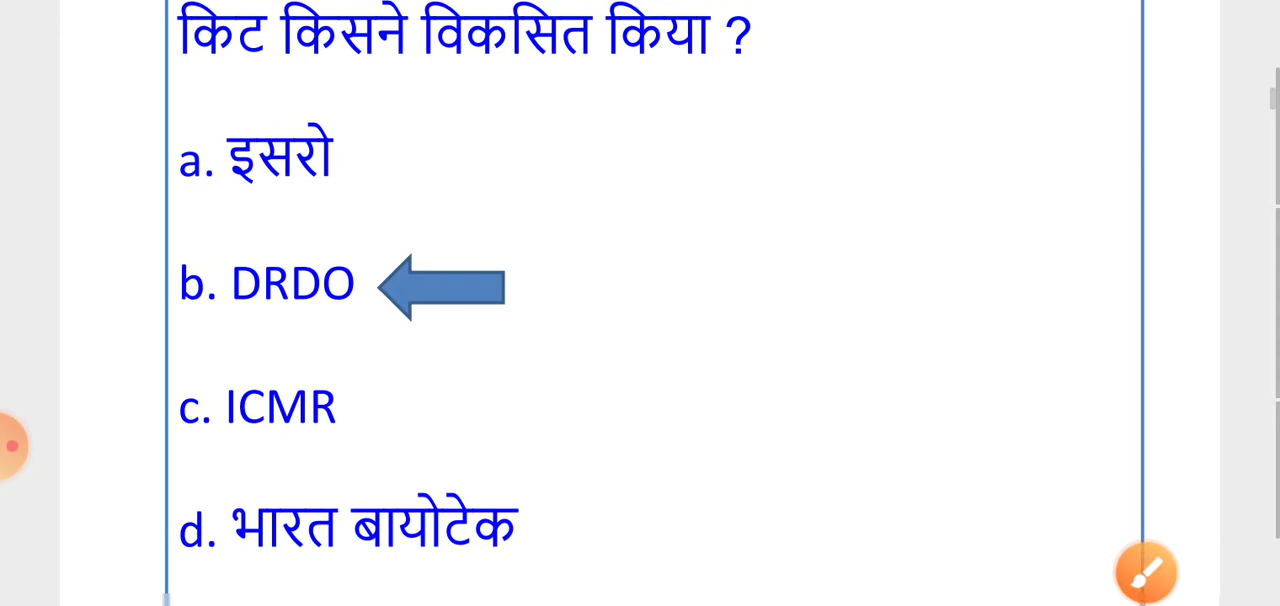 किट किसने विकसित किया ?
a. इसरो
b. DRDO
c. ICMR
d. भारत बायोटेक